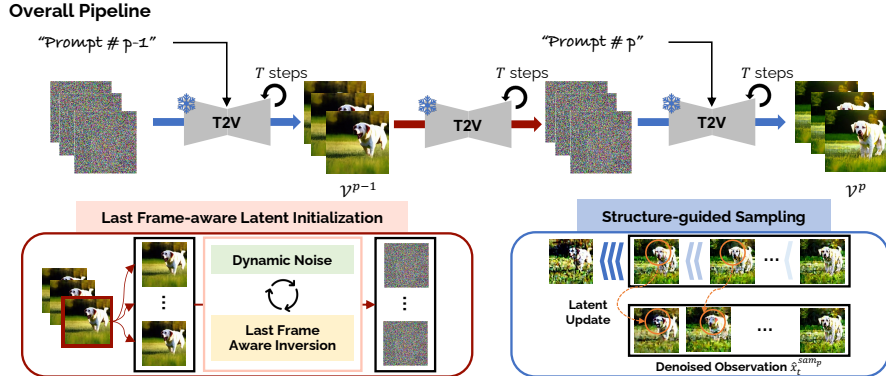 Overall Pipeline
“Prompt # p-1”
“Prompt # p”
T steps
T steps
T steps
T2V
T2V
T2V
𝒱^{p-1}
𝒱^{p}
Last Frame-aware Latent Initialization
Structure-guided Sampling
Dynamic Noise
Last Frame
Aware Inversion
Latent
Update
Denoised Observation x̂_t^{sam_p}